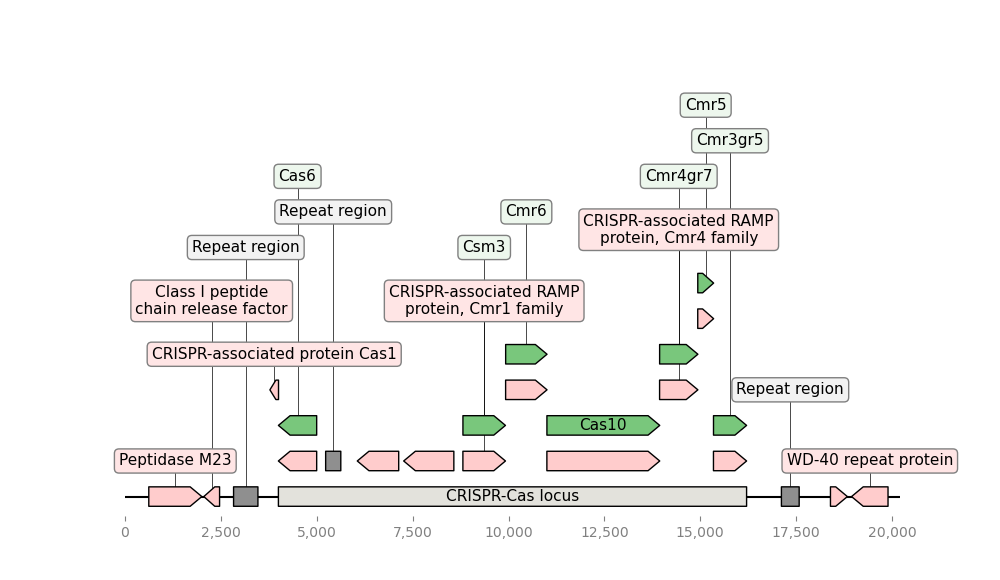 Cmr5
Cmr3gr5
Cas6
Cmr4gr7
Repeat region
Cmr6
CRISPR-associated RAMP
protein, Cmr4 family
Repeat region
Csm3
Class I peptide
chain release factor
CRISPR-associated RAMP
protein, Cmr1 family
CRISPR-associated protein Cas1
Repeat region
Cas10
Peptidase M23
WD-40 repeat protein
CRISPR-Cas locus
0
2,500
5,000
7,500
10,000
12,500
15,000
17,500
20,000